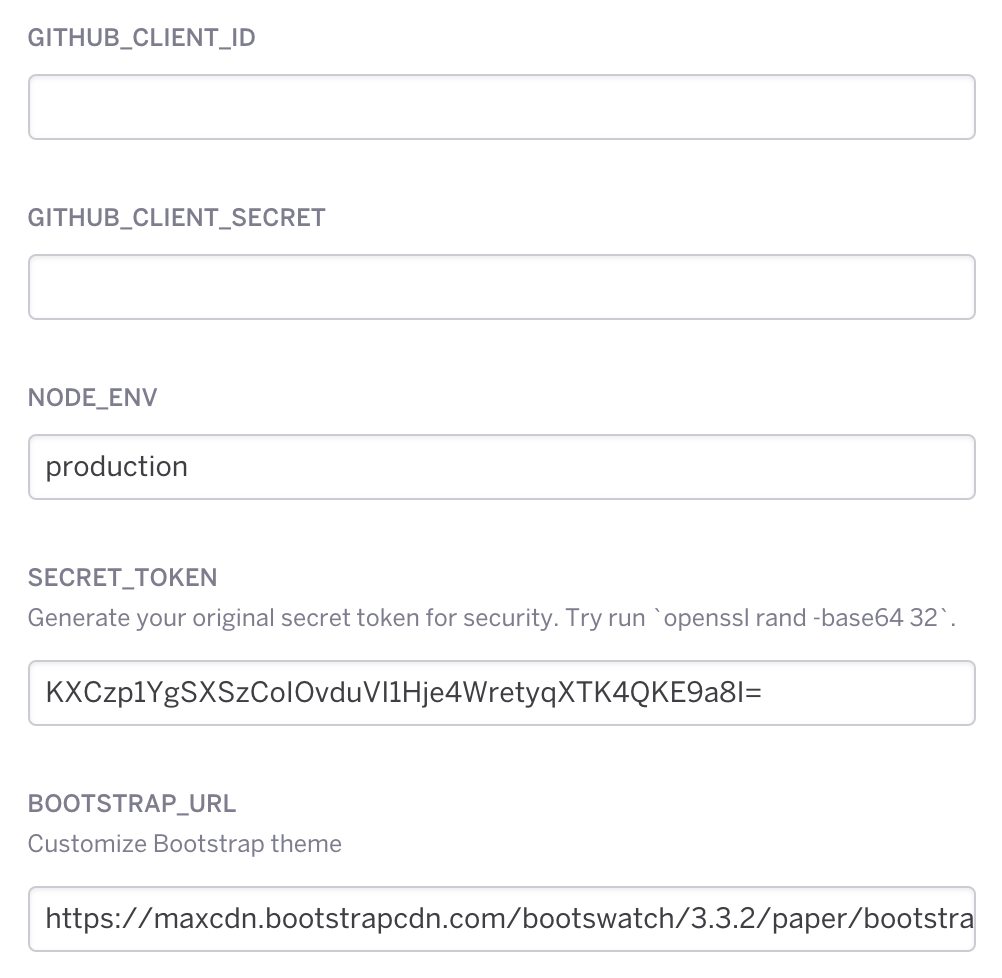 GITHUB_CLIENT_ID
GITHUB_CLIENT_SECRET
NODE_ENV
production
SECRET_TOKEN
Generate your original secret token for security. Try run `openssl rand -base64 32`.
KXCzp1YgSXSzCoIOvduVI1Hje4WretyqXTK4QKE9a8I=
BOOTSTRAP_URL
Customize Bootstrap theme
https://maxcdn.bootstrapcdn.com/bootswatch/3.3.2/paper/bootstra